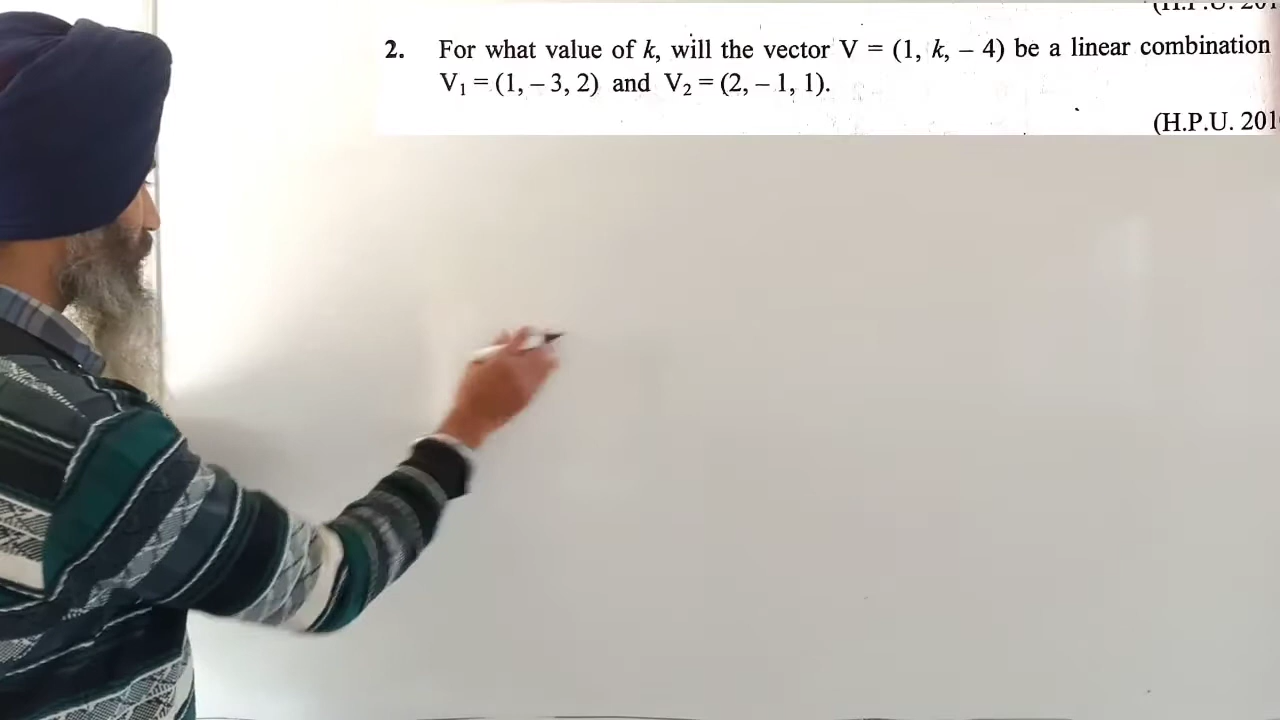 2. For what value of k, will the vector V = (1, k, – 4) be a linear combination
V₁ = (1, – 3, 2) and V₂ = (2, – 1, 1).
(H.P.U. 201